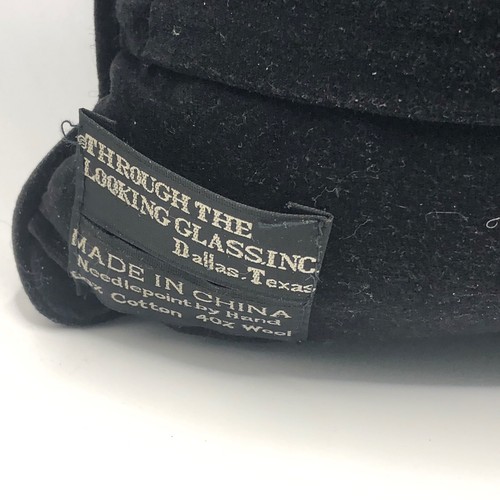 ©THROUGH THE
LOOKING GLASS.INC
Dallas.Texas
MADE IN CHINA
Needlepoint by Hand
Cotton 40% Wool